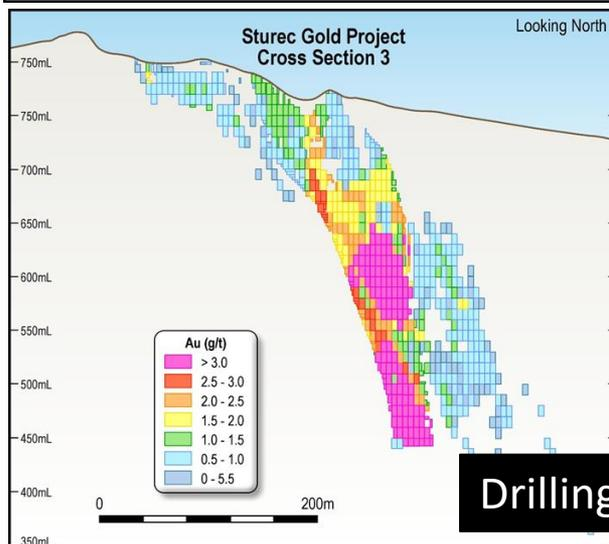 Looking North
Sturec Gold Project
Cross Section 3
750mL
750mL
700mL
650mL
600mL
550mL
500mL
450mL
400mL
350mL
Au (g/t)
> 3.0
2.5 - 3.0
2.0 - 2.5
1.5 - 2.0
1.0 - 1.5
0.5 - 1.0
0 - 5.5
0 200m
Drilling